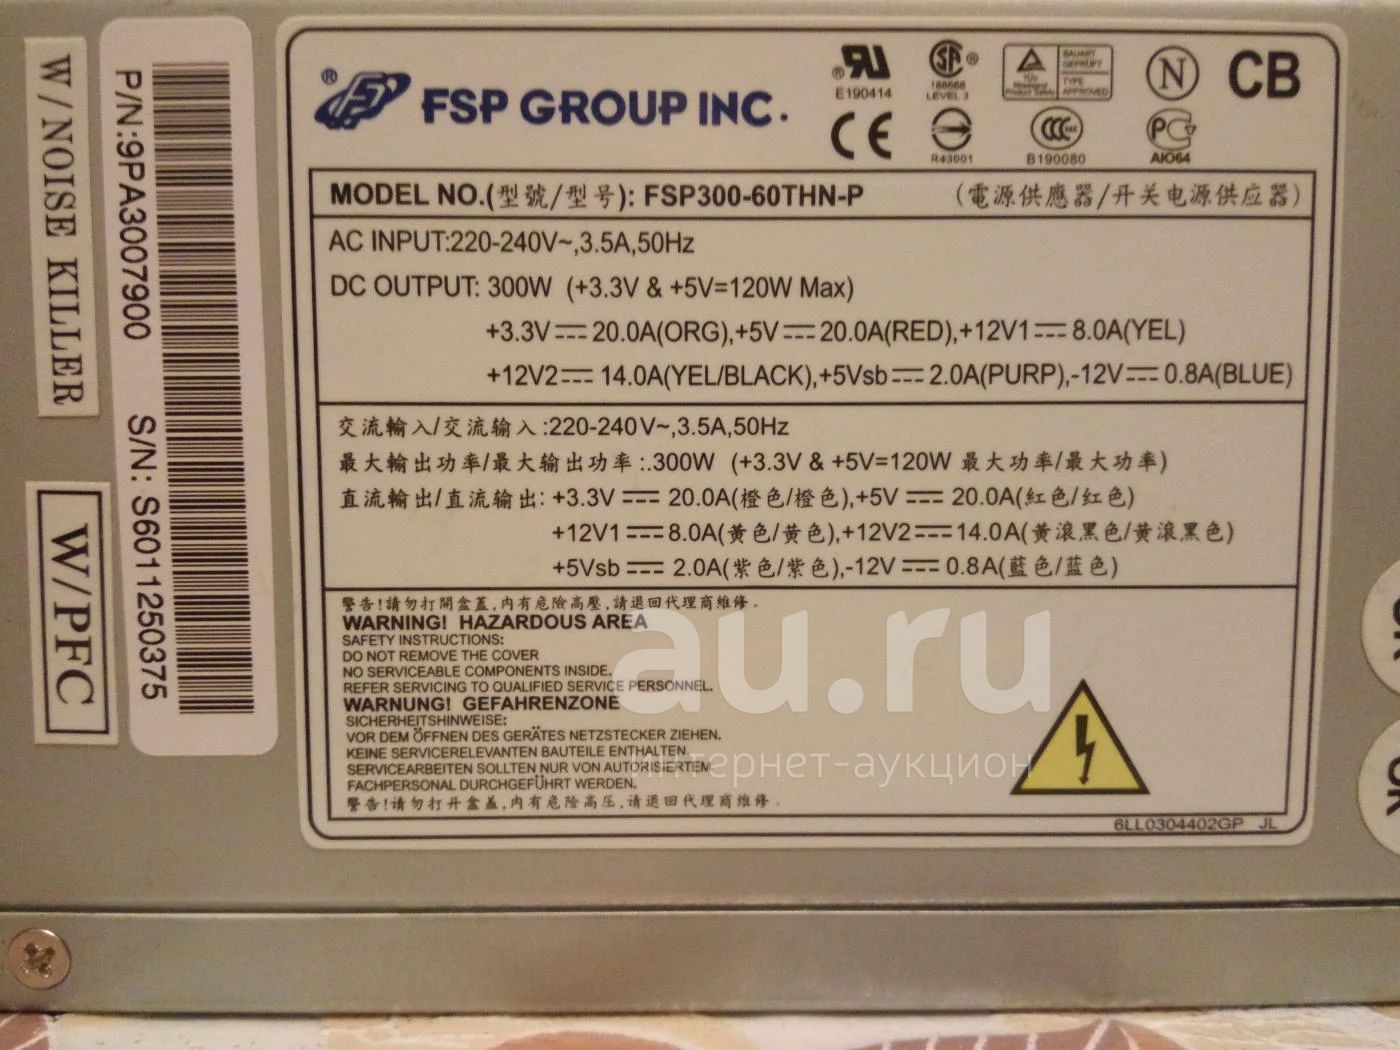 W/NOISE KILLER
W/PFC
P/N:9PA3007900
S/N: S6011250375
® FSP GROUP INC.
® E190414
SA ®
188668
LEVEL 3
TÜV
Rheinland
Product Safety
BAUART
GEPRÜFT
TYPE
APPROVED
N
CB
CE
R43001
CCC
B190080
PG
AЮ64
MODEL NO.(型號/型号): FSP300-60THN-P (電源供應器/开关电源供应器)
AC INPUT:220-240V~,3.5A,50Hz
DC OUTPUT: 300W (+3.3V & +5V=120W Max)
+3.3V⎓20.0A(ORG),+5V⎓20.0A(RED),+12V1⎓8.0A(YEL)
+12V2⎓14.0A(YEL/BLACK),+5Vsb⎓2.0A(PURP),-12V⎓0.8A(BLUE)
交流輸入/交流输入:220-240V~,3.5A,50Hz
最大輸出功率/最大输出功率:.300W (+3.3V & +5V=120W 最大功率/最大功率)
直流輸出/直流输出: +3.3V ⎓ 20.0A(橙色/橙色),+5V ⎓ 20.0A(紅色/红色)
+12V1⎓8.0A(黃色/黄色),+12V2⎓14.0A(黃滾黑色/黄滚黑色)
+5Vsb ⎓ 2.0A(紫色/紫色),-12V ⎓ 0.8A(藍色/蓝色)
警告!請勿打開盒蓋,内有危險高壓,請退回代理商維修.
WARNING! HAZARDOUS AREA
SAFETY INSTRUCTIONS:
DO NOT REMOVE THE COVER
NO SERVICEABLE COMPONENTS INSIDE.
REFER SERVICING TO QUALIFIED SERVICE PERSONNEL.
WARNUNG! GEFAHRENZONE
SICHERHEITSHINWEISE:
VOR DEM ÖFFNEN DES GERÄTES NETZSTECKER ZIEHEN.
KEINE SERVICERELEVANTEN BAUTEILE ENTHALTEN.
SERVICEARBEITEN SOLLTEN NUR VON AUTORISIERTEM
FACHPERSONAL DURCHGEFÜHRT WERDEN.
警告!请勿打开盒盖,内有危险高压,请退回代理商维修.
6LL0304402GP JL
au.ru
интернет-аукцион